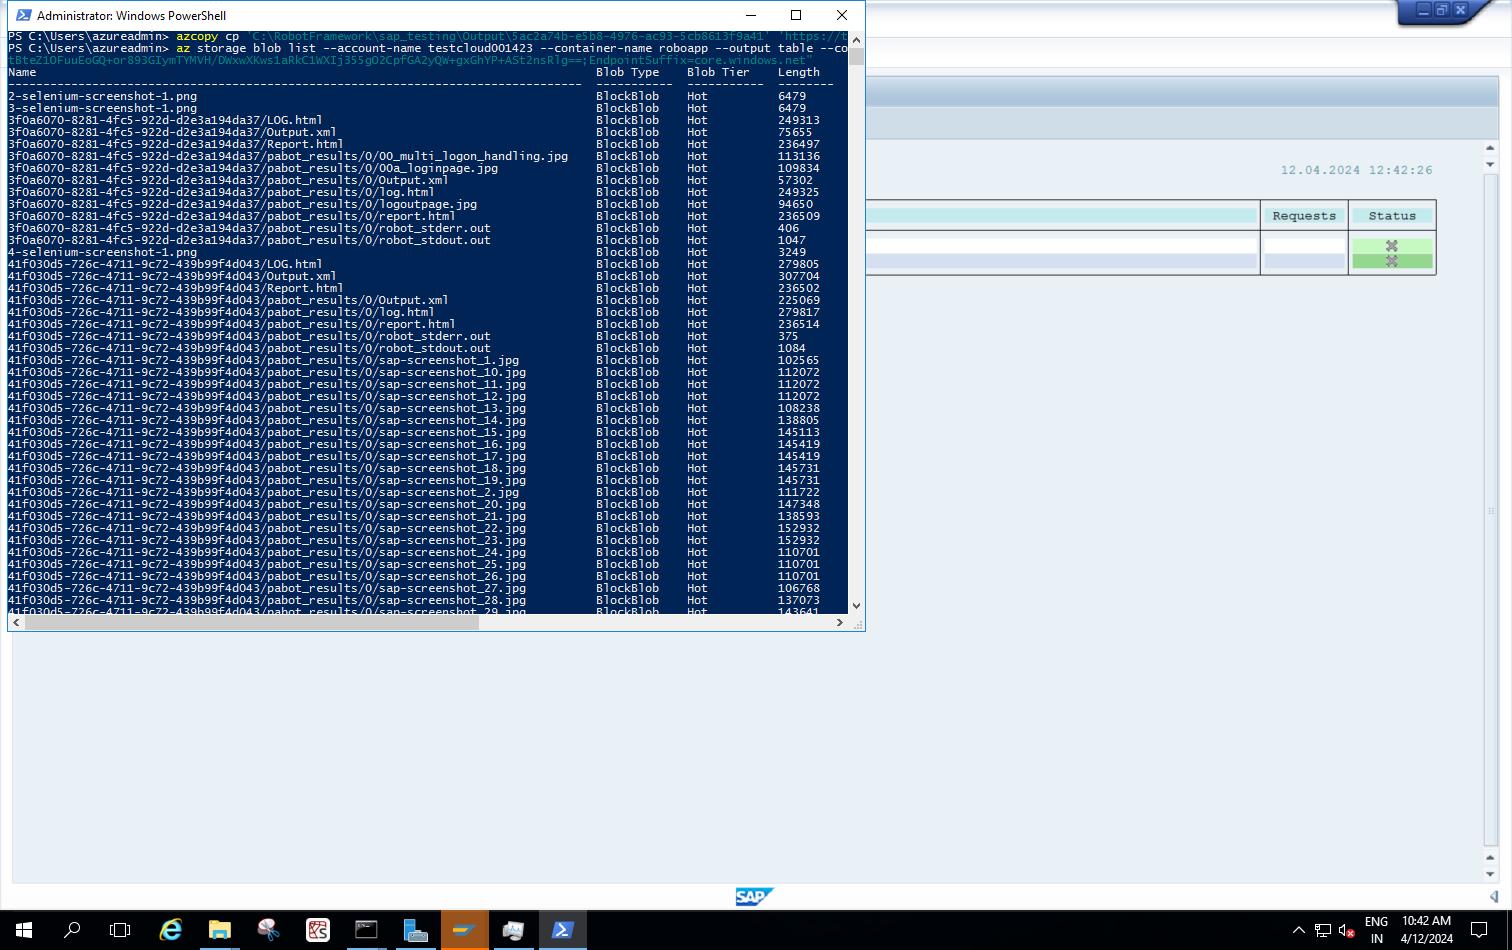 Administrator: Windows PowerShell
PS C:\Users\azureadmin> azcopy cp 'C:\RobotFramework\sap_testing\Output\5ac2a74b-e5b8-4976-ac93-5cb8613f9a41' 'https://t
PS C:\Users\azureadmin> az storage blob list --account-name testcloud001423 --container-name roboapp --output table --co
Name Blob Type Blob Tier Length
2-selenium-screenshot-1.png BlockBlob Hot 6479
3-selenium-screenshot-1.png BlockBlob Hot 6479
3f0a6070-8281-4fc5-922d-d2e3a194da37/LOG.html BlockBlob Hot 249313
3f0a6070-8281-4fc5-922d-d2e3a194da37/Output.xml BlockBlob Hot 75655
3f0a6070-8281-4fc5-922d-d2e3a194da37/Report.html BlockBlob Hot 236497
3f0a6070-8281-4fc5-922d-d2e3a194da37/pabot_results/0/00_multi_logon_handling.jpg BlockBlob Hot 113136
3f0a6070-8281-4fc5-922d-d2e3a194da37/pabot_results/0/00a_loginpage.jpg BlockBlob Hot 109834
3f0a6070-8281-4fc5-922d-d2e3a194da37/pabot_results/0/Output.xml BlockBlob Hot 57302
3f0a6070-8281-4fc5-922d-d2e3a194da37/pabot_results/0/log.html BlockBlob Hot 249325
3f0a6070-8281-4fc5-922d-d2e3a194da37/pabot_results/0/logoutpage.jpg BlockBlob Hot 94650
3f0a6070-8281-4fc5-922d-d2e3a194da37/pabot_results/0/report.html BlockBlob Hot 236509
3f0a6070-8281-4fc5-922d-d2e3a194da37/pabot_results/0/robot_stderr.out BlockBlob Hot 406
3f0a6070-8281-4fc5-922d-d2e3a194da37/pabot_results/0/robot_stdout.out BlockBlob Hot 1047
4-selenium-screenshot-1.png BlockBlob Hot 3249
41f030d5-726c-4711-9c72-439b99f4d043/LOG.html BlockBlob Hot 279805
41f030d5-726c-4711-9c72-439b99f4d043/Output.xml BlockBlob Hot 307704
41f030d5-726c-4711-9c72-439b99f4d043/Report.html BlockBlob Hot 236502
41f030d5-726c-4711-9c72-439b99f4d043/pabot_results/0/Output.xml BlockBlob Hot 225069
41f030d5-726c-4711-9c72-439b99f4d043/pabot_results/0/log.html BlockBlob Hot 279817
41f030d5-726c-4711-9c72-439b99f4d043/pabot_results/0/report.html BlockBlob Hot 236514
41f030d5-726c-4711-9c72-439b99f4d043/pabot_results/0/robot_stderr.out BlockBlob Hot 375
41f030d5-726c-4711-9c72-439b99f4d043/pabot_results/0/robot_stdout.out BlockBlob Hot 1084
41f030d5-726c-4711-9c72-439b99f4d043/pabot_results/0/sap-screenshot_1.jpg BlockBlob Hot 102565
41f030d5-726c-4711-9c72-439b99f4d043/pabot_results/0/sap-screenshot_10.jpg BlockBlob Hot 112072
41f030d5-726c-4711-9c72-439b99f4d043/pabot_results/0/sap-screenshot_11.jpg BlockBlob Hot 112072
41f030d5-726c-4711-9c72-439b99f4d043/pabot_results/0/sap-screenshot_12.jpg BlockBlob Hot 112072
41f030d5-726c-4711-9c72-439b99f4d043/pabot_results/0/sap-screenshot_13.jpg BlockBlob Hot 108238
41f030d5-726c-4711-9c72-439b99f4d043/pabot_results/0/sap-screenshot_14.jpg BlockBlob Hot 138805
41f030d5-726c-4711-9c72-439b99f4d043/pabot_results/0/sap-screenshot_15.jpg BlockBlob Hot 145113
41f030d5-726c-4711-9c72-439b99f4d043/pabot_results/0/sap-screenshot_16.jpg BlockBlob Hot 145419
41f030d5-726c-4711-9c72-439b99f4d043/pabot_results/0/sap-screenshot_17.jpg BlockBlob Hot 145419
41f030d5-726c-4711-9c72-439b99f4d043/pabot_results/0/sap-screenshot_18.jpg BlockBlob Hot 145731
41f030d5-726c-4711-9c72-439b99f4d043/pabot_results/0/sap-screenshot_19.jpg BlockBlob Hot 145731
41f030d5-726c-4711-9c72-439b99f4d043/pabot_results/0/sap-screenshot_2.jpg BlockBlob Hot 111722
41f030d5-726c-4711-9c72-439b99f4d043/pabot_results/0/sap-screenshot_20.jpg BlockBlob Hot 147348
41f030d5-726c-4711-9c72-439b99f4d043/pabot_results/0/sap-screenshot_21.jpg BlockBlob Hot 138593
41f030d5-726c-4711-9c72-439b99f4d043/pabot_results/0/sap-screenshot_22.jpg BlockBlob Hot 152932
41f030d5-726c-4711-9c72-439b99f4d043/pabot_results/0/sap-screenshot_23.jpg BlockBlob Hot 152932
41f030d5-726c-4711-9c72-439b99f4d043/pabot_results/0/sap-screenshot_24.jpg BlockBlob Hot 110701
41f030d5-726c-4711-9c72-439b99f4d043/pabot_results/0/sap-screenshot_25.jpg BlockBlob Hot 110701
41f030d5-726c-4711-9c72-439b99f4d043/pabot_results/0/sap-screenshot_26.jpg BlockBlob Hot 110701
41f030d5-726c-4711-9c72-439b99f4d043/pabot_results/0/sap-screenshot_27.jpg BlockBlob Hot 106768
41f030d5-726c-4711-9c72-439b99f4d043/pabot_results/0/sap-screenshot_28.jpg BlockBlob Hot 137073
41f030d5-726c-4711-9c72-439b99f4d043/pabot_results/0/sap-screenshot_29.jpg BlockBlob Hot 143641
12.04.2024 12:42:26
Requests Status
SAP
ENG
IN
10:42 AM
4/12/2024